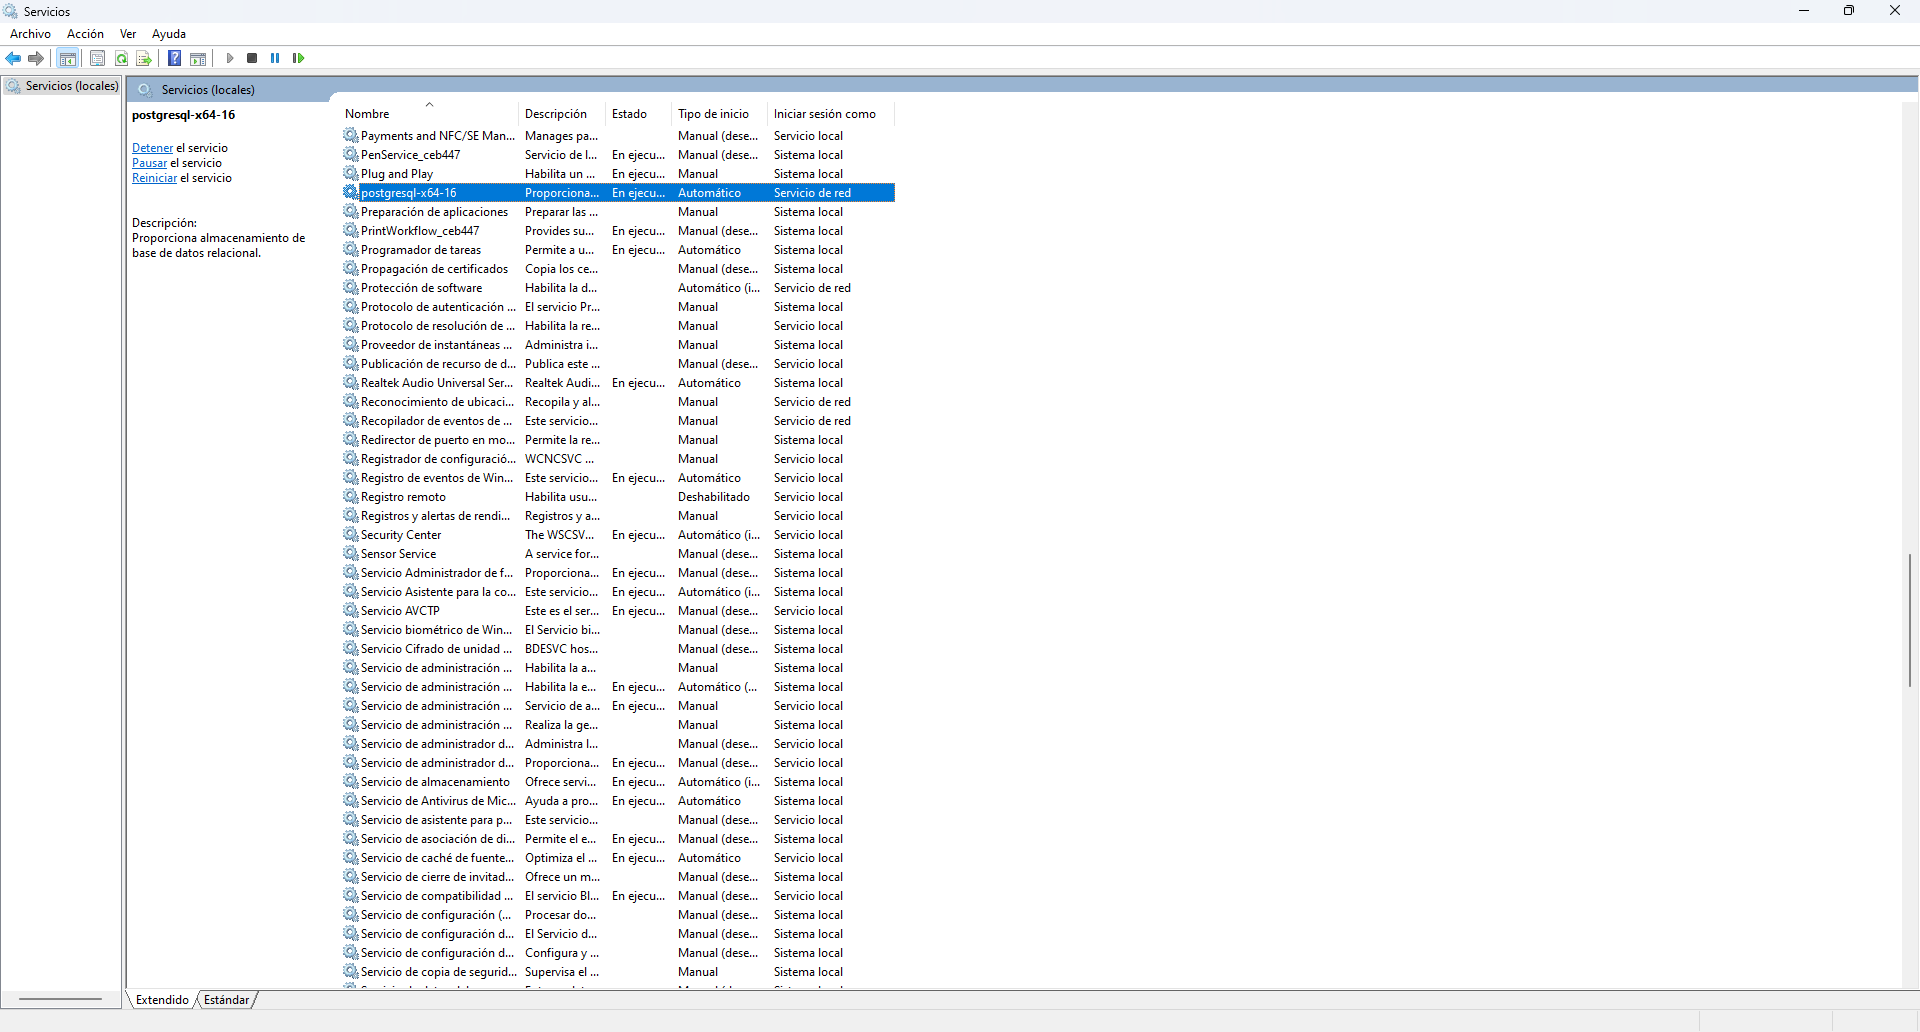 Servicios
Archivo Acción Ver Ayuda
Servicios (locales)
Servicios (locales)
postgresql-x64-16
Detener el servicio
Pausar el servicio
Reiniciar el servicio
Descripción:
Proporciona almacenamiento de
base de datos relacional.
Nombre Descripción Estado Tipo de inicio Iniciar sesión como
Payments and NFC/SE Man... Manages pa... Manual (dese... Servicio local
PenService_ceb447 Servicio de l... En ejecu... Manual (dese... Sistema local
Plug and Play Habilita un ... En ejecu... Manual Sistema local
postgresql-x64-16 Proporciona... En ejecu... Automático Servicio de red
Preparación de aplicaciones Preparar las ... Manual Sistema local
PrintWorkflow_ceb447 Provides su... En ejecu... Manual (dese... Sistema local
Programador de tareas Permite a u... En ejecu... Automático Sistema local
Propagación de certificados Copia los ce... Manual (dese... Sistema local
Protección de software Habilita la d... Automático (i... Servicio de red
Protocolo de autenticación ... El servicio Pr... Manual Sistema local
Protocolo de resolución de ... Habilita la re... Manual Servicio local
Proveedor de instantáneas ... Administra i... Manual Sistema local
Publicación de recurso de d... Publica este ... Manual (dese... Servicio local
Realtek Audio Universal Ser... Realtek Audi... En ejecu... Automático Sistema local
Reconocimiento de ubicaci... Recopila y al... Manual Servicio de red
Recopilador de eventos de ... Este servicio... Manual Servicio de red
Redirector de puerto en mo... Permite la re... Manual Sistema local
Registrador de configuració... WCNCSVC ... Manual Servicio local
Registro de eventos de Win... Este servicio... En ejecu... Automático Servicio local
Registro remoto Habilita usu... Deshabilitado Servicio local
Registros y alertas de rendi... Registros y a... Manual Servicio local
Security Center The WSCSV... En ejecu... Automático (i... Servicio local
Sensor Service A service for... Manual (dese... Sistema local
Servicio Administrador de f... Proporciona... En ejecu... Manual (dese... Sistema local
Servicio Asistente para la co... Este servicio... En ejecu... Automático (i... Sistema local
Servicio AVCTP Este es el ser... En ejecu... Manual (dese... Servicio local
Servicio biométrico de Win... El Servicio bi... Manual (dese... Sistema local
Servicio Cifrado de unidad ... BDESVC hos... Manual (dese... Sistema local
Servicio de administración ... Habilita la a... Manual Sistema local
Servicio de administración ... Habilita la e... En ejecu... Automático (... Sistema local
Servicio de administración ... Servicio de a... En ejecu... Manual Servicio local
Servicio de administración ... Realiza la ge... Manual Sistema local
Servicio de administrador d... Administra l... Manual (dese... Servicio local
Servicio de administrador d... Proporciona... En ejecu... Manual (dese... Servicio local
Servicio de almacenamiento Ofrece servi... En ejecu... Automático (i... Sistema local
Servicio de Antivirus de Mic... Ayuda a pro... En ejecu... Automático Sistema local
Servicio de asistente para p... Este servicio... Manual (dese... Servicio local
Servicio de asociación de di... Permite el e... En ejecu... Manual (dese... Sistema local
Servicio de caché de fuente... Optimiza el ... En ejecu... Automático Servicio local
Servicio de cierre de invitad... Ofrece un m... Manual (dese... Sistema local
Servicio de compatibilidad ... El servicio Bl... En ejecu... Manual (dese... Servicio local
Servicio de configuración (... Procesar do... Manual (dese... Sistema local
Servicio de configuración d... El Servicio d... Manual (dese... Sistema local
Servicio de configuración d... Configura y ... Manual (dese... Sistema local
Servicio de copia de segurid... Supervisa el ... Manual Sistema local
Extendido Estándar